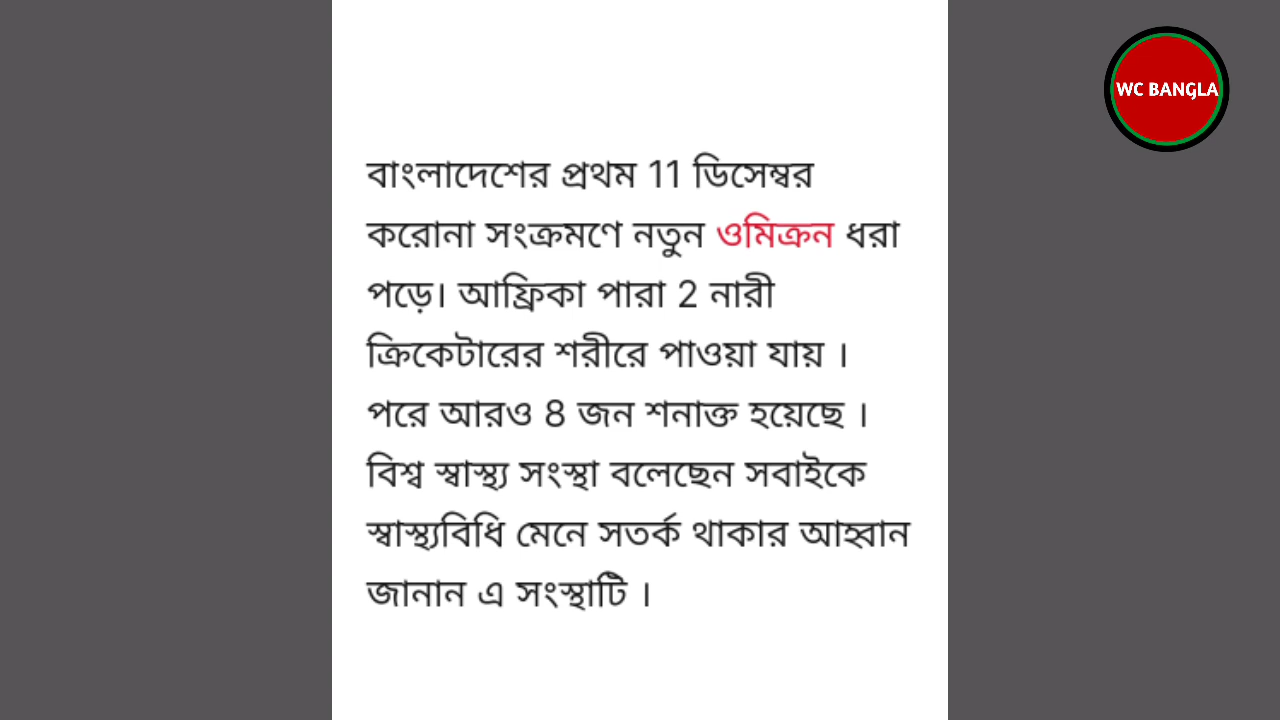 বাংলাদেশের প্রথম 11 ডিসেম্বর
করোনা সংক্রমণে নতুন ওমিক্রন ধরা
পড়ে। আফ্রিকা পারা 2 নারী
ক্রিকেটারের শরীরে পাওয়া যায় ।
পরে আরও 8 জন শনাক্ত হয়েছে ।
বিশ্ব স্বাস্থ্য সংস্থা বলেছেন সবাইকে
স্বাস্থ্যবিধি মেনে সতর্ক থাকার আহ্বান
জানান এ সংস্থাটি ।
WC BANGLA